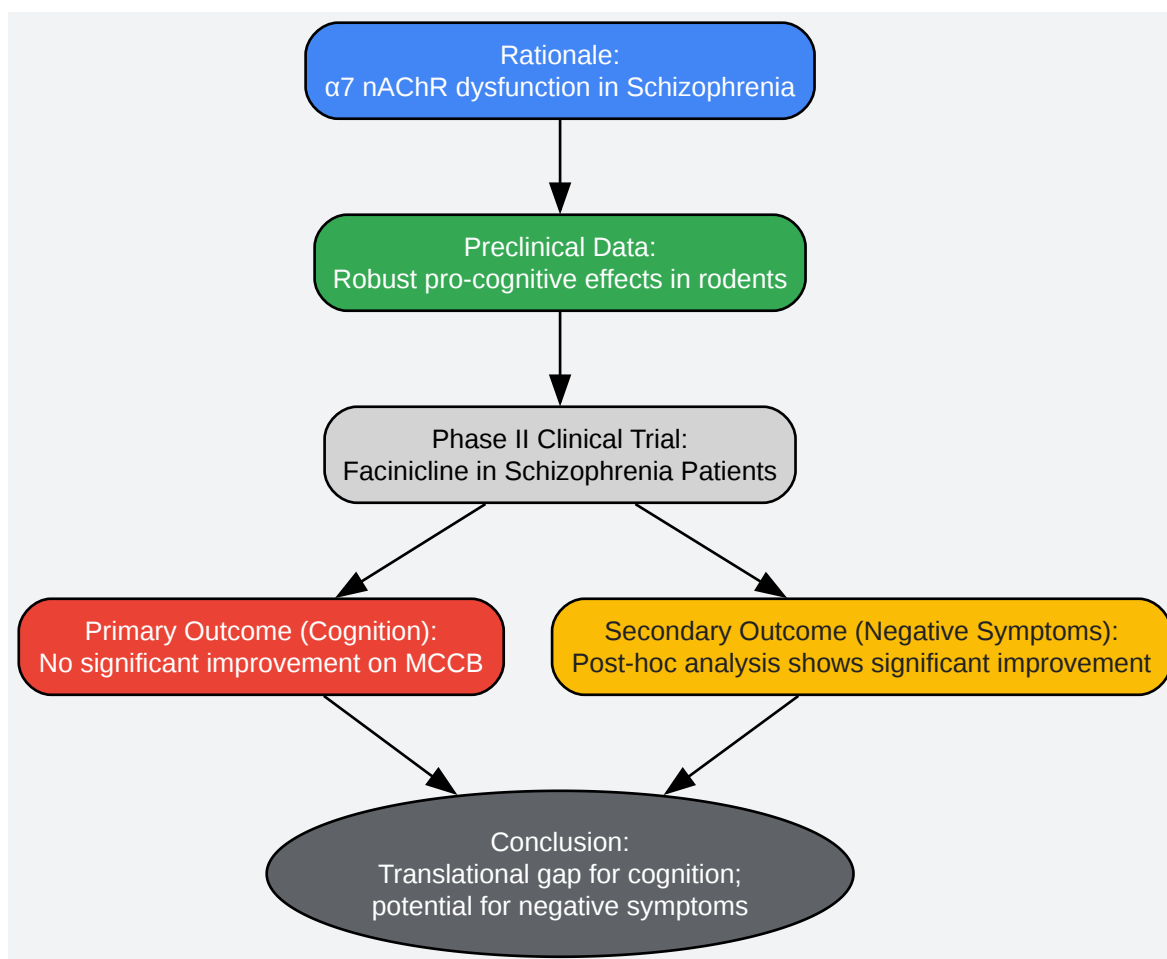 Rationale:
α7 nAChR dysfunction in Schizophrenia
Preclinical Data:
Robust pro-cognitive effects in rodents
Phase II Clinical Trial:
Facinicline in Schizophrenia Patients
Primary Outcome (Cognition):
No significant improvement on MCCB
Secondary Outcome (Negative Symptoms):
Post-hoc analysis shows significant improvement
Conclusion:
Translational gap for cognition;
potential for negative symptoms